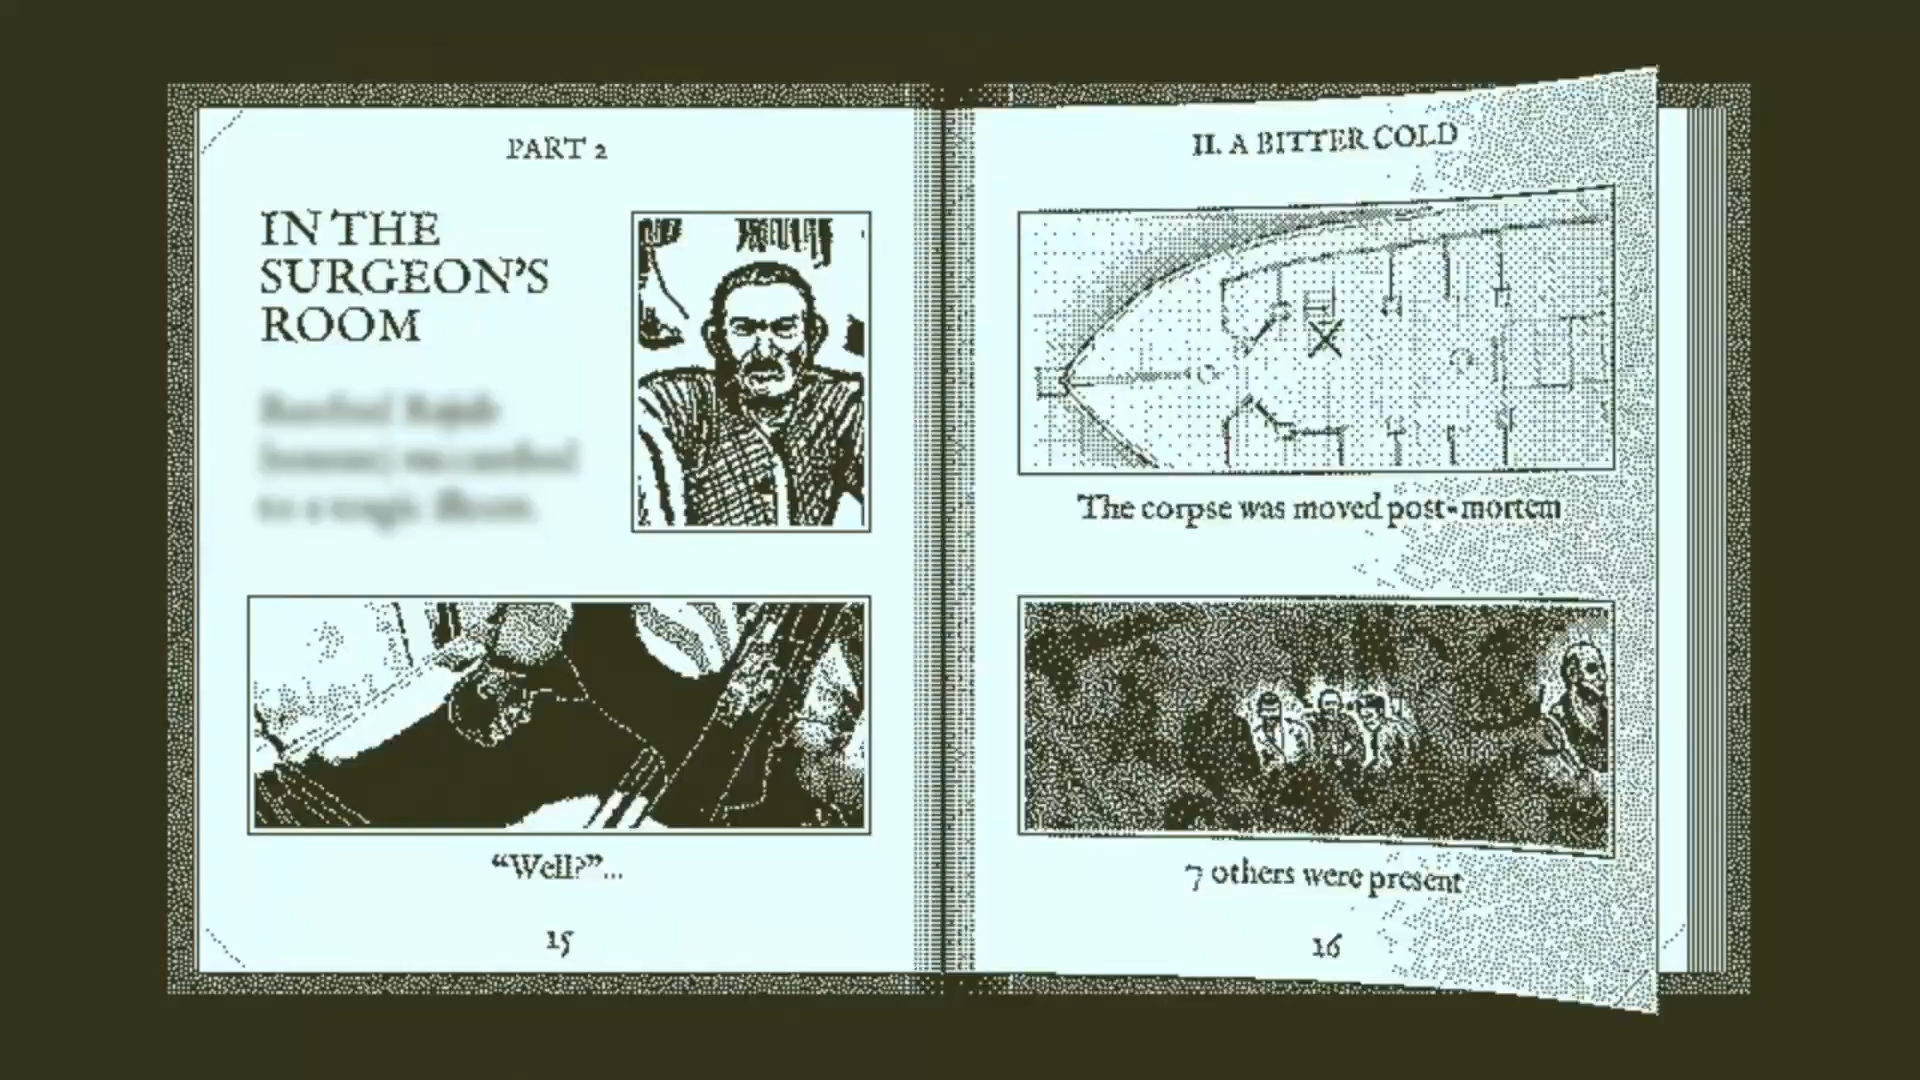 PART 2
IN THE
SURGEON'S
ROOM
“Well?”...
15
II. A BITTER COLD
The corpse was moved post-mortem
7 others were present
16